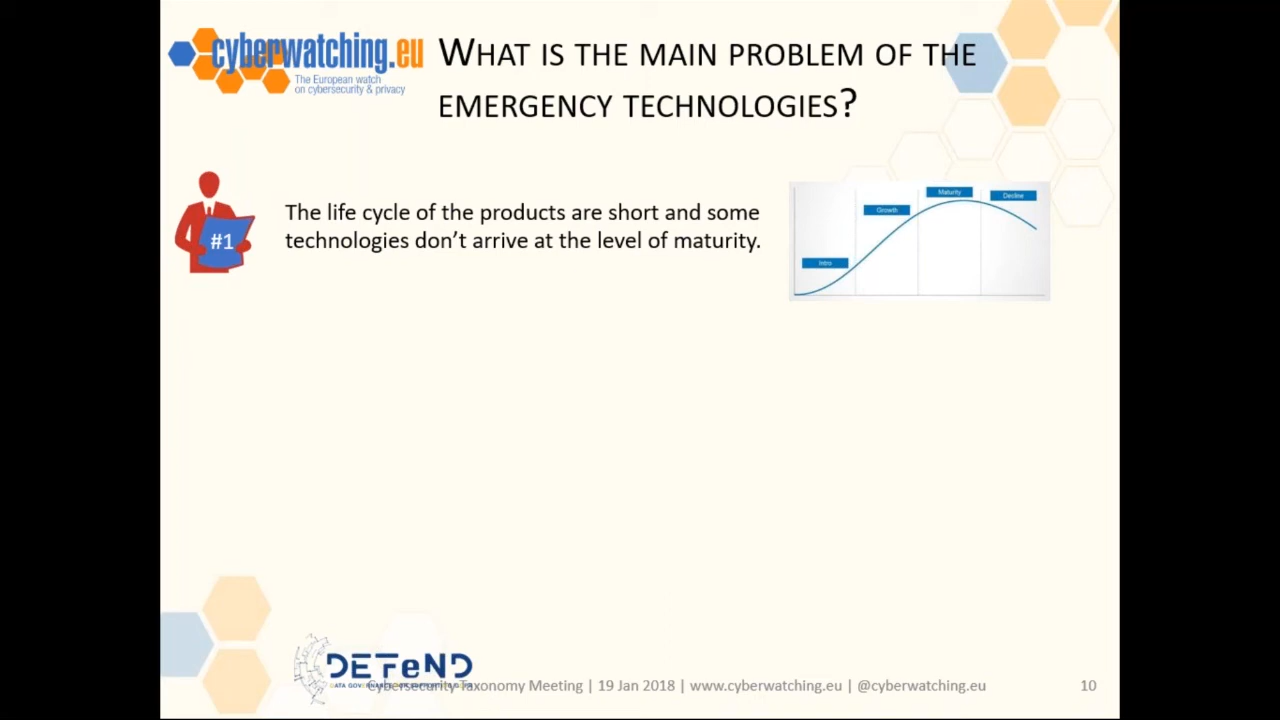 cyberwatching.eu
The European watch
on cybersecurity & privacy
WHAT IS THE MAIN PROBLEM OF THE
EMERGENCY TECHNOLOGIES?
#1
The life cycle of the products are short and some
technologies don't arrive at the level of maturity.
Intro
Growth
Maturity
Decline
DEFeND
Cybersecurity Taxonomy Meeting | 19 Jan 2018 | www.cyberwatching.eu | @cyberwatching.eu
10